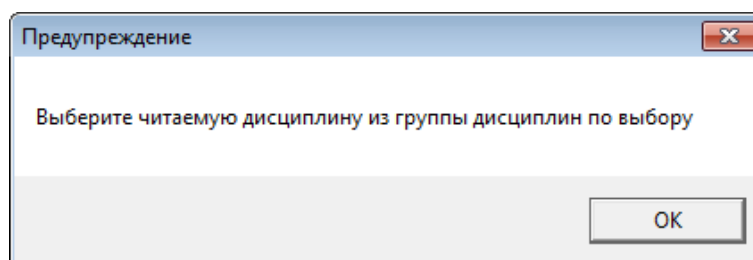 Предупреждение
Выберите читаемую дисциплину из группы дисциплин по выбору
OK